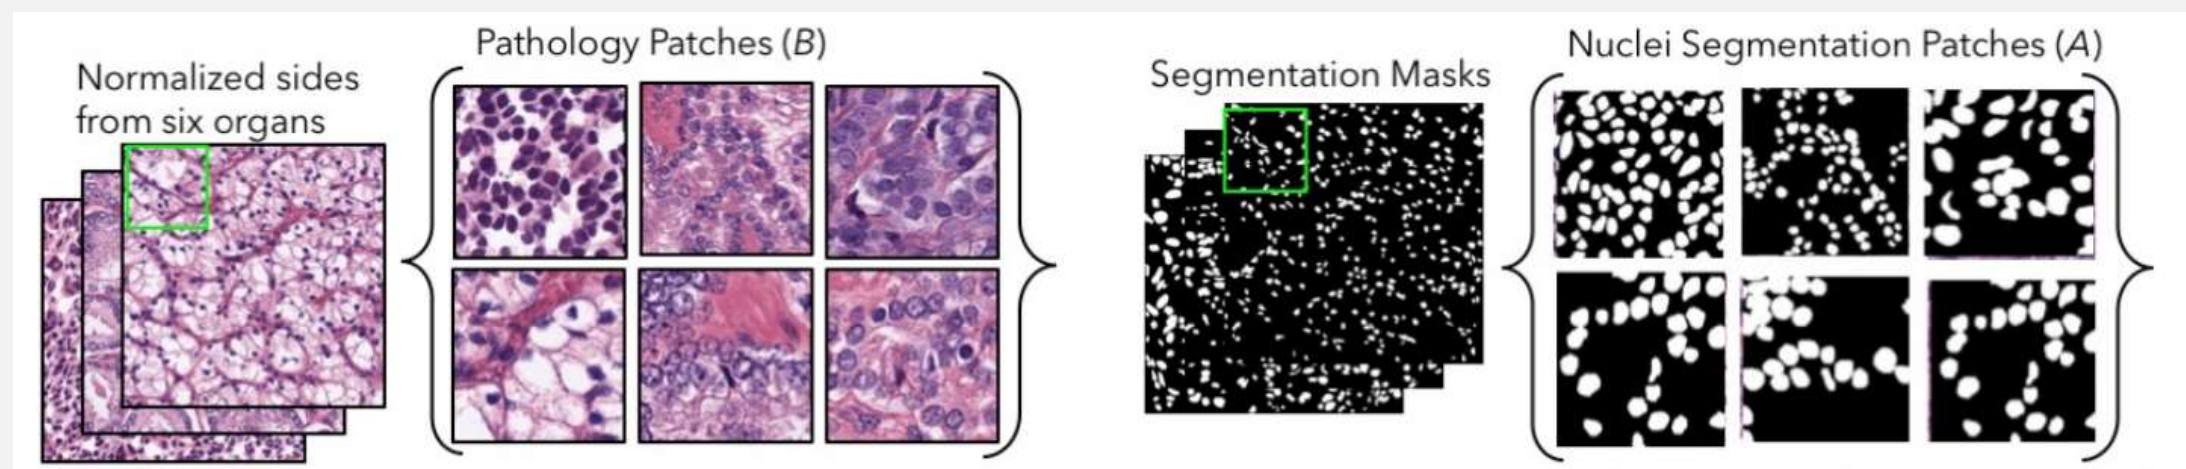 Normalized sides
from six organs
Pathology Patches (B)
Segmentation Masks
Nuclei Segmentation Patches (A)